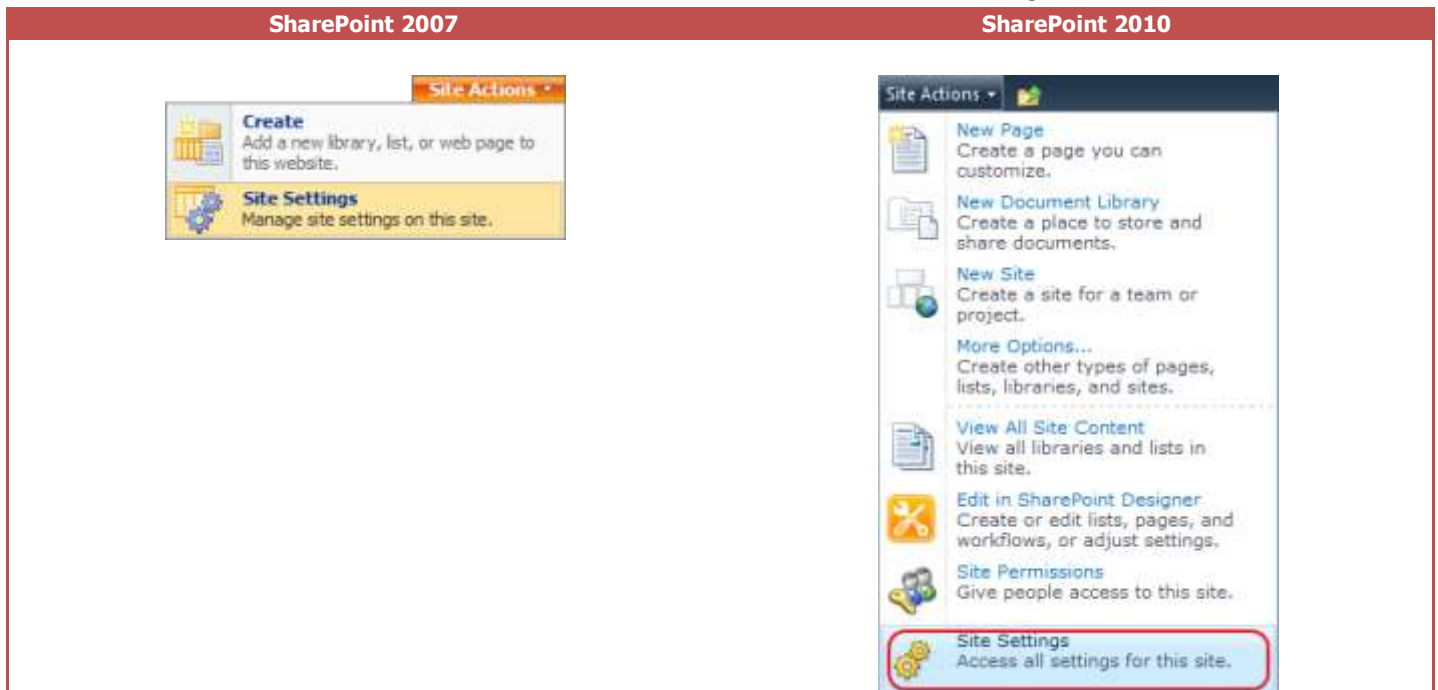 SharePoint 2007
SharePoint 2010
Site Actions
Create
Add a new library, list, or web page to
this website.
Site Settings
Manage site settings on this site.
Site Actions
New Page
Create a page you can
customize.
New Document Library
Create a place to store and
share documents.
New Site
Create a site for a team or
project.
More Options...
Create other types of pages,
lists, libraries, and sites.
View All Site Content
View all libraries and lists in
this site.
Edit in SharePoint Designer
Create or edit lists, pages, and
workflows, or adjust settings.
Site Permissions
Give people access to this site.
Site Settings
Access all settings for this site.